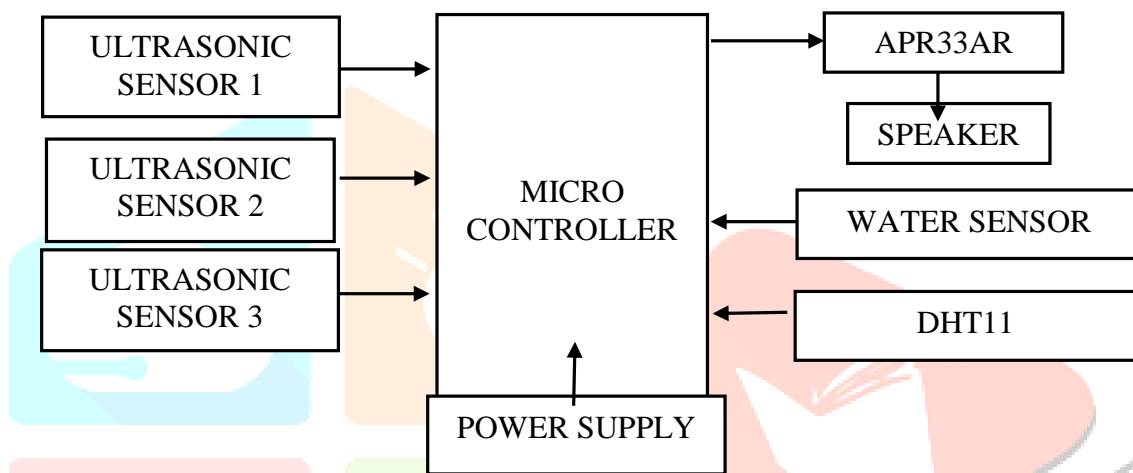 ULTRASONIC
SENSOR 1
ULTRASONIC
SENSOR 2
ULTRASONIC
SENSOR 3
MICRO
CONTROLLER
POWER SUPPLY
APR33AR
SPEAKER
WATER SENSOR
DHT11